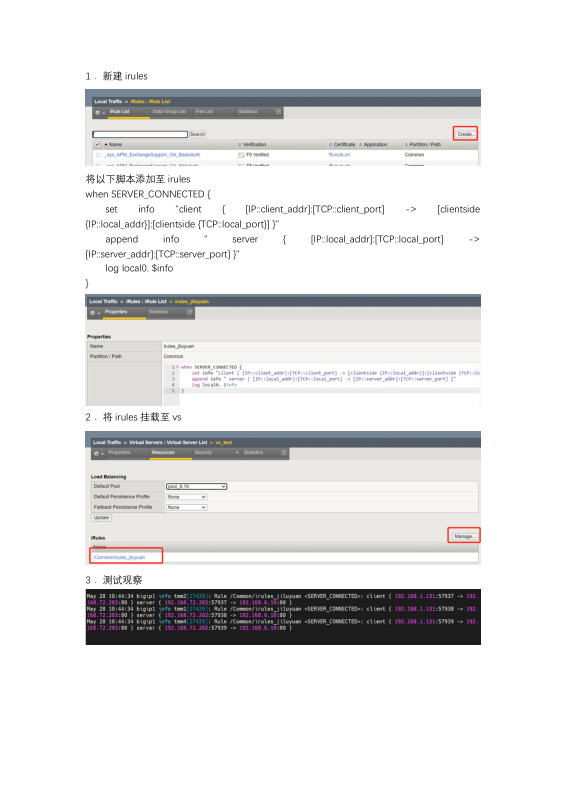 1．新建 irules
Local Traffic ›› iRules : iRule List
iRule List Data Group List iFile List Statistics
Search Create...
Name Verification Certificate Application Partition / Path
_sys_APM_ExchangeSupport_OA_BasicAuth F5 Verified f5-irule.crt Common
将以下脚本添加至 irules
when SERVER_CONNECTED {
set info "client { [IP::client_addr]:[TCP::client_port] -> [clientside
{IP::local_addr}]:[clientside {TCP::local_port}] }"
append info " server { [IP::local_addr]:[TCP::local_port] ->
[IP::server_addr]:[TCP::server_port] }"
log local0. $info
}
Local Traffic ›› iRules : iRule List ›› irules_jiluyuan
Properties Statistics
Properties
Name irules_jiluyuan
Partition / Path Common
1 when SERVER_CONNECTED {
2 set info "client { [IP::client_addr]:[TCP::client_port] -> [clientside {IP::local_addr}]:[clientside {TCP::lo
3 append info " server { [IP::local_addr]:[TCP::local_port] -> [IP::server_addr]:[TCP::server_port] }"
4 log local0. $info
5 }
2．将 irules 挂载至 vs
Local Traffic ›› Virtual Servers : Virtual Server List ›› vs_test
Properties Resources Security Statistics
Load Balancing
Default Pool pool_6.10
Default Persistence Profile None
Fallback Persistence Profile None
Update
iRules Manage...
Name
/Common/irules_jiluyuan
3．测试观察
May 28 10:44:34 bigip1 info tmm2[27429]: Rule /Common/irules_jiluyuan <SERVER_CONNECTED>: client { 192.168.1.131:57937 -> 192.
168.72.203:80 } server { 192.168.72.202:57937 -> 192.168.6.10:80 }
May 28 10:44:34 bigip1 info tmm1[27429]: Rule /Common/irules_jiluyuan <SERVER_CONNECTED>: client { 192.168.1.131:57938 -> 192.
168.72.203:80 } server { 192.168.72.202:57938 -> 192.168.6.10:80 }
May 28 10:44:34 bigip1 info tmm1[27429]: Rule /Common/irules_jiluyuan <SERVER_CONNECTED>: client { 192.168.1.131:57939 -> 192.
168.72.203:80 } server { 192.168.72.202:57939 -> 192.168.6.10:80 }